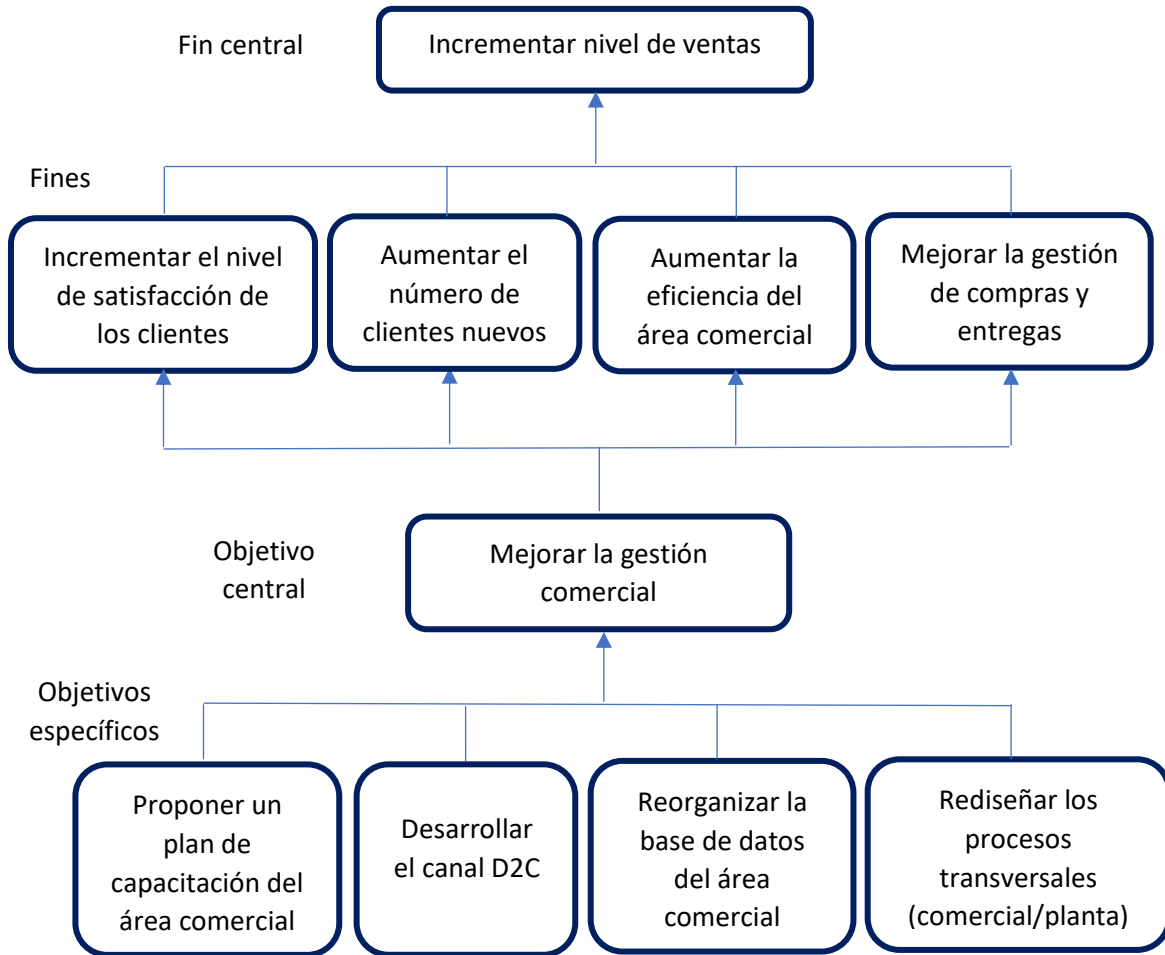 Fin central
Incrementar nivel de ventas
Fines
Incrementar el nivel
de satisfacción de
los clientes
Aumentar el
número de
clientes nuevos
Aumentar la
eficiencia del
área comercial
Mejorar la gestión
de compras y
entregas
Objetivo
central
Mejorar la gestión
comercial
Objetivos
específicos
Proponer un
plan de
capacitación del
área comercial
Desarrollar
el canal D2C
Reorganizar la
base de datos
del área
comercial
Rediseñar los
procesos
transversales
(comercial/planta)